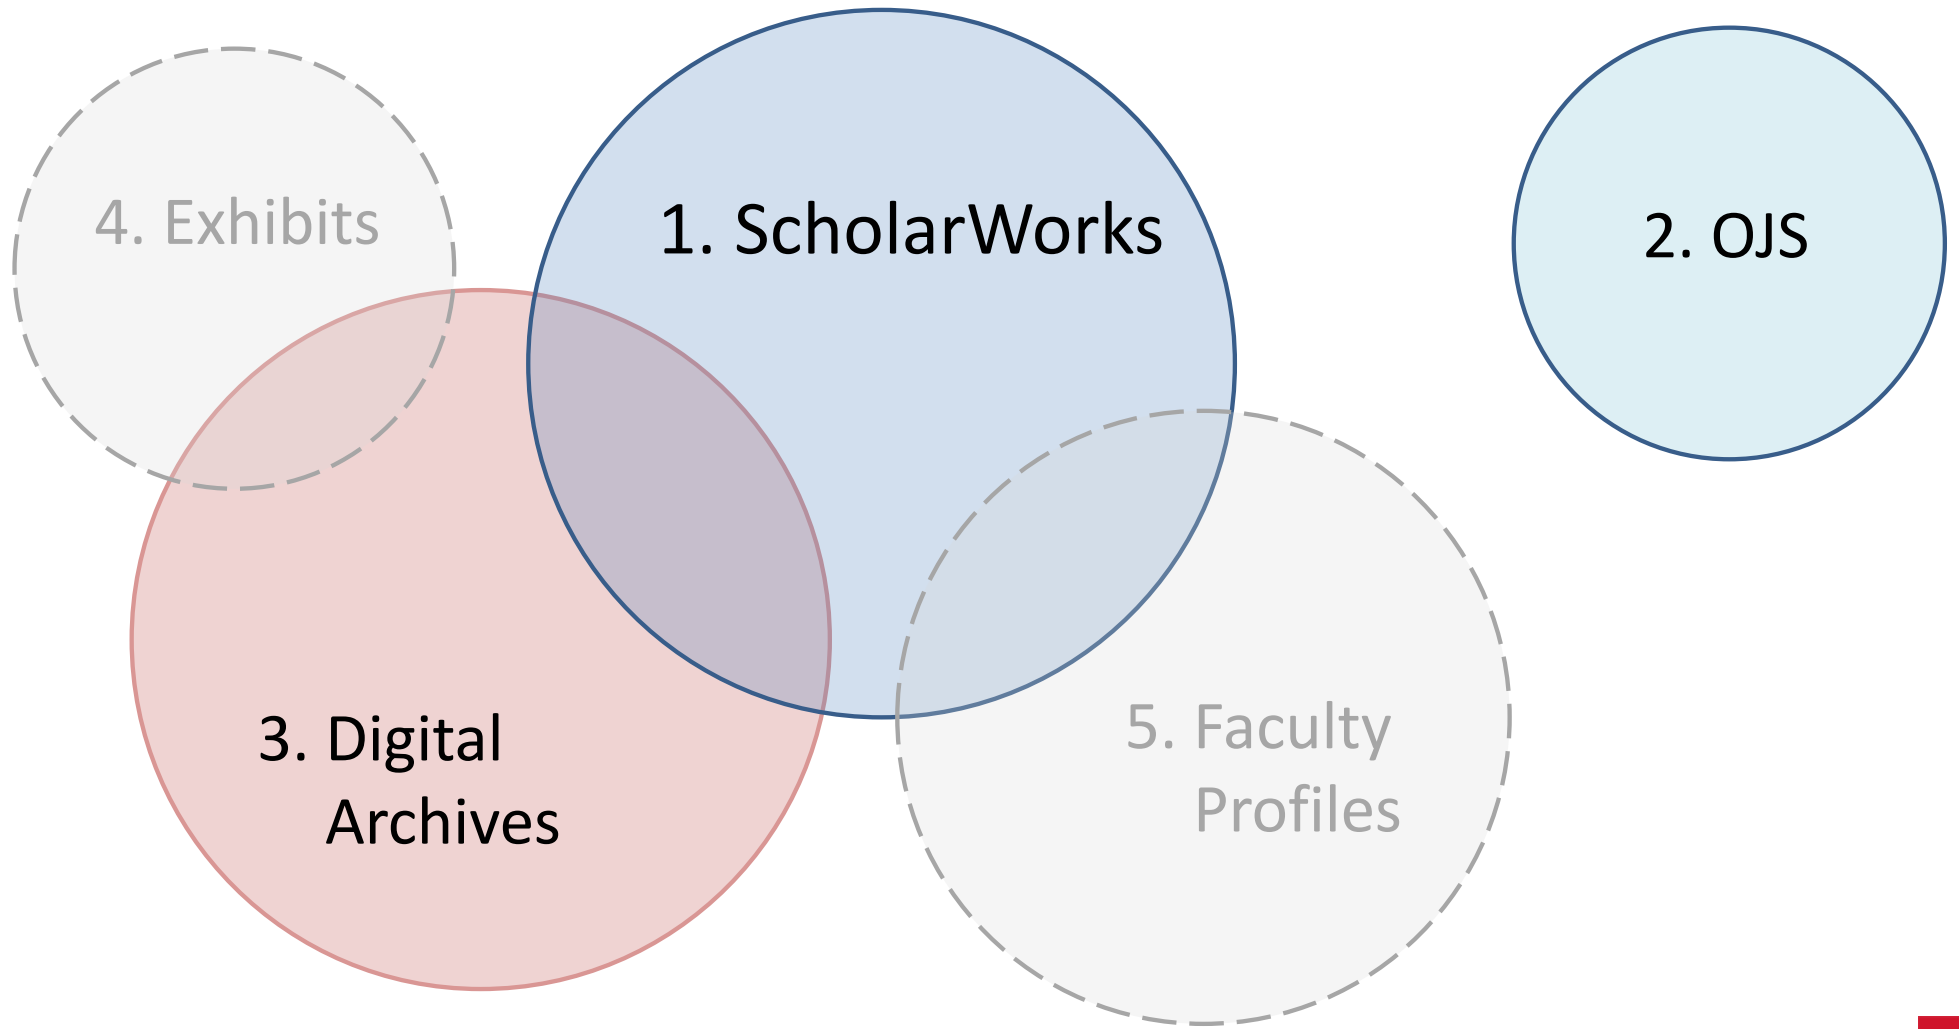 4. Exhibits
1. ScholarWorks
2. OJS
3. Digital
Archives
5. Faculty
Profiles